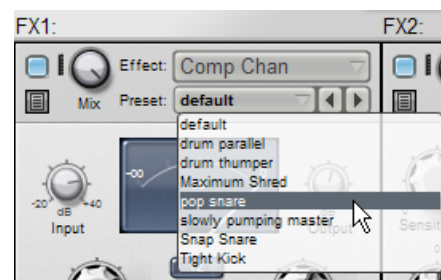 FX1: FX2:
Effect: Comp Chan
Mix Preset: default
default
drum parallel
drum thumper
Maximum Shred
pop snare
slowly pumping master
Snap Snare
Tight Kick
-oo
-20 dB 40
Input
Output
Sensit